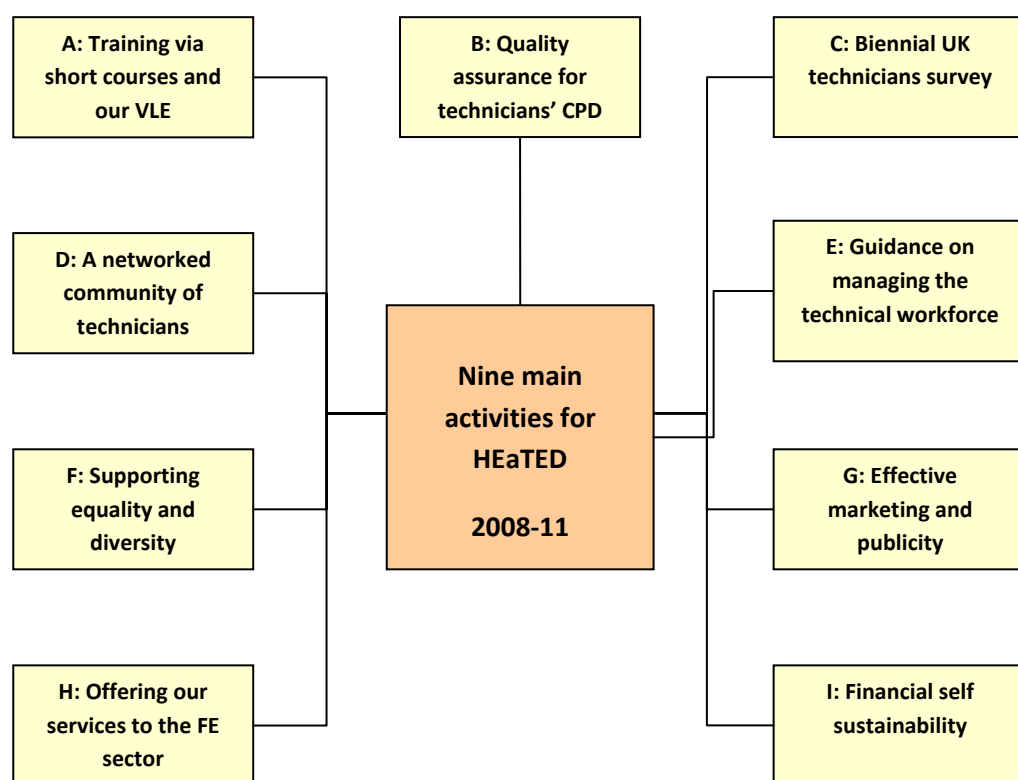 A: Training via
short courses and
our VLE
B: Quality
assurance for
technicians’ CPD
C: Biennial UK
technicians survey
D: A networked
community of
technicians
E: Guidance on
managing the
technical workforce
Nine main
activities for
HEaTED
2008-11
F: Supporting
equality and
diversity
G: Effective
marketing and
publicity
H: Offering our
services to the FE
sector
I: Financial self
sustainability